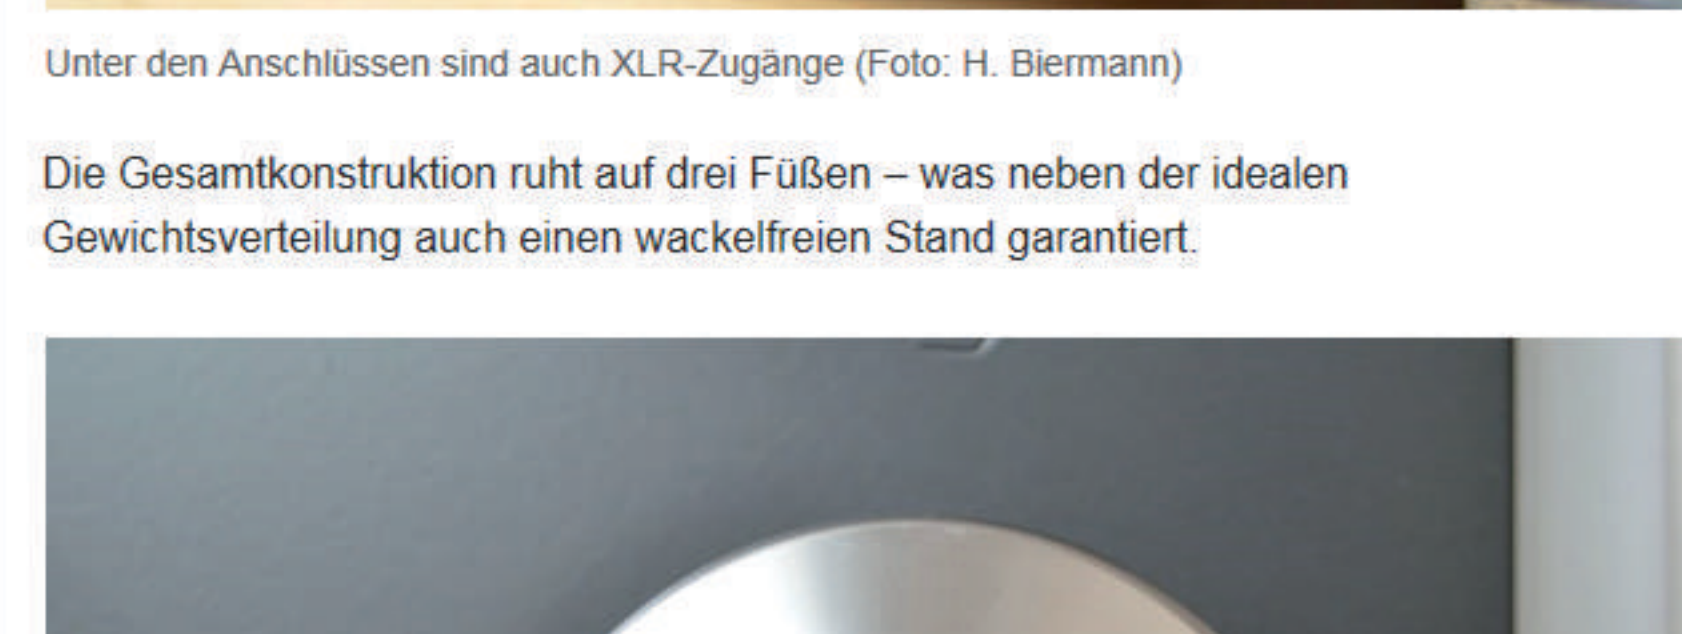 Unter den Anschlüssen sind auch XLR-Zugänge (Foto: H. Biermann)
Die Gesamtkonstruktion ruht auf drei Füßen – was neben der idealen
Gewichtsverteilung auch einen wackelfreien Stand garantiert.